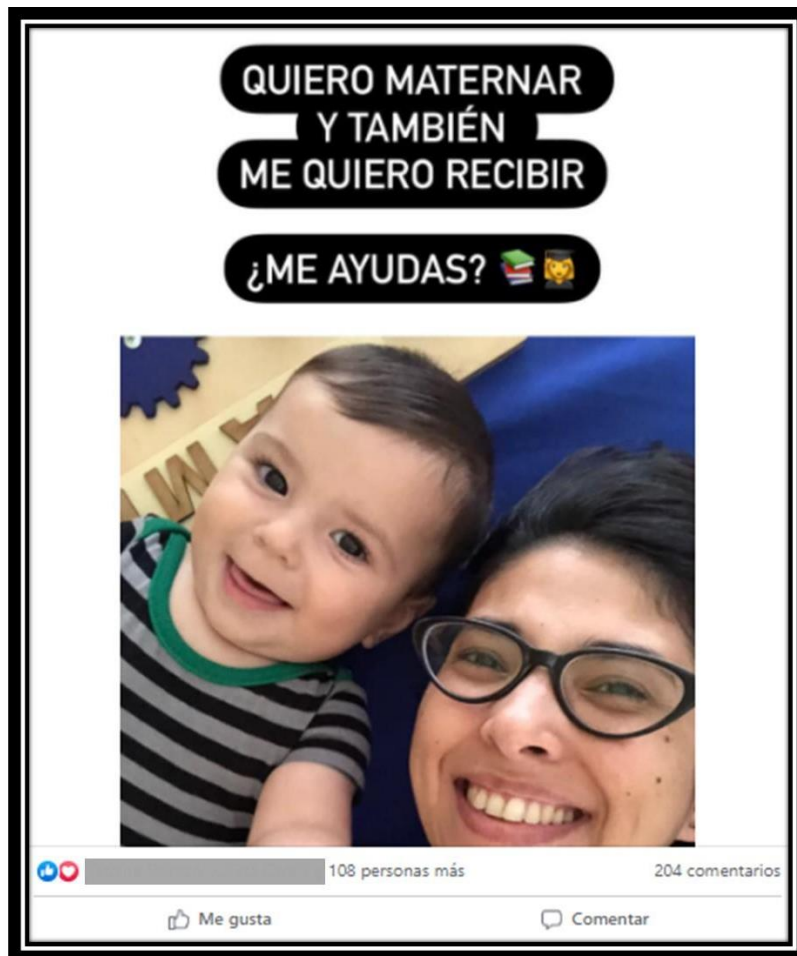 QUIERO MATERNAR
Y TAMBIÉN
ME QUIERO RECIBIR
¿ME AYUDAS? 📚👩‍🎓
108 personas más
204 comentarios
Me gusta
Comentar